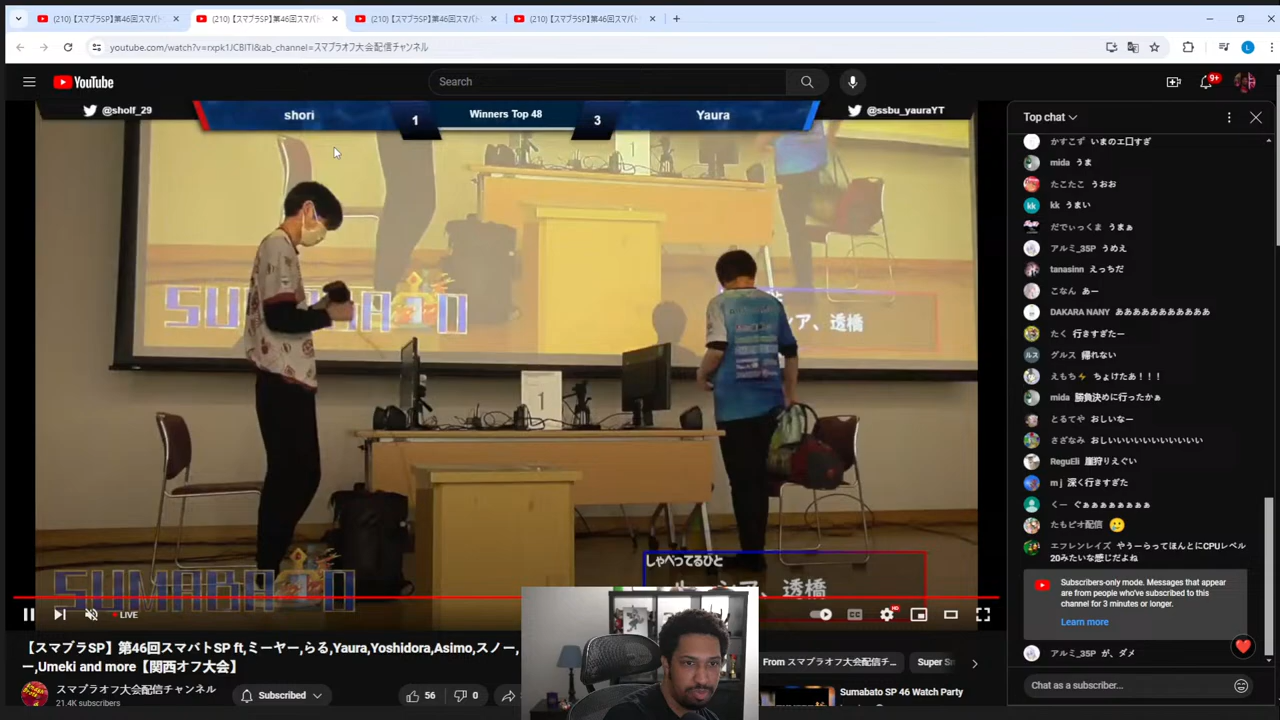 (210) 【スマブラSP】第46回スマバト
(210) 【スマブラSP】第46回スマバト
(210) 【スマブラSP】第46回スマバト
(210) 【スマブラSP】第46回スマバト
youtube.com/watch?v=rxpk1JCBITI&ab_channel=スマブラオフ大会配信チャンネル
L
YouTube
Search
9+
@sholf_29
shori
1
Winners Top 48
3
Yaura
@ssbu_yauraYT
シア、透橋
1
しゃべってるひと
ルーシア、透橋
LIVE
HD
【スマブラSP】第46回スマバトSP ft,ミーヤー,らる,Yaura,Yoshidora,Asimo,スノー,
ー,Umeki and more【関西オフ大会】
スマブラオフ大会配信チャンネル
21.4K subscribers
Subscribed
56
0
From スマブラオフ大会配信チ...
Super Sm
Sumabato SP 46 Watch Party
Top chat
かすこず いまのエ口すぎ
mida うま
たこたこ うおお
kk kk うまい
だでぃっくま うまぁ
アルミ_35P うめえ
tanasinn えっちだ
こなん あー
DAKARA NANY あああああああああああ
たく 行きすぎたー
ルス グルス 帰れない
えもち⚡ ちょけたあ！！！
mida 勝負決めに行ったかぁ
とるてや おしいなー
さざなみ おしいいいいいいいいいいい
ReguEli 崖狩りえぐい
m j 深く行きすぎた
くー ぐぁぁぁぁぁぁぁぁ
たもピオ配信 🙂
エフレンレイズ やうーらってほんとにCPUレベル
20みたいな感じだよね
Subscribers-only mode. Messages that appear
are from people who've subscribed to this
channel for 3 minutes or longer.
Learn more
アルミ_35P が、ダメ
Chat as a subscriber...